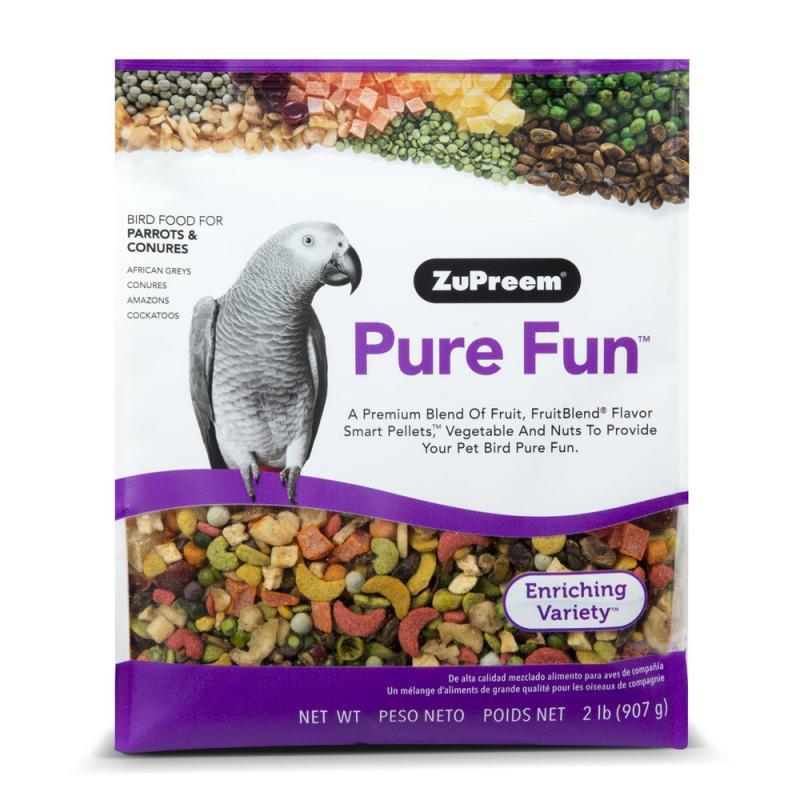 BIRD FOOD FOR
PARROTS &
CONURES
AFRICAN GREYS
CONURES
AMAZONS
COCKATOOS
ZuPreem®
Pure Fun™
A Premium Blend Of Fruit, FruitBlend® Flavor
Smart Pellets,™ Vegetable And Nuts To Provide
Your Pet Bird Pure Fun.
Enriching
Variety™
De alta calidad mezclado alimento para aves de compañía
Un mélange d'aliments de grande qualité pour les oiseaux de compagnie
NET WT PESO NETO POIDS NET 2 lb (907 g)